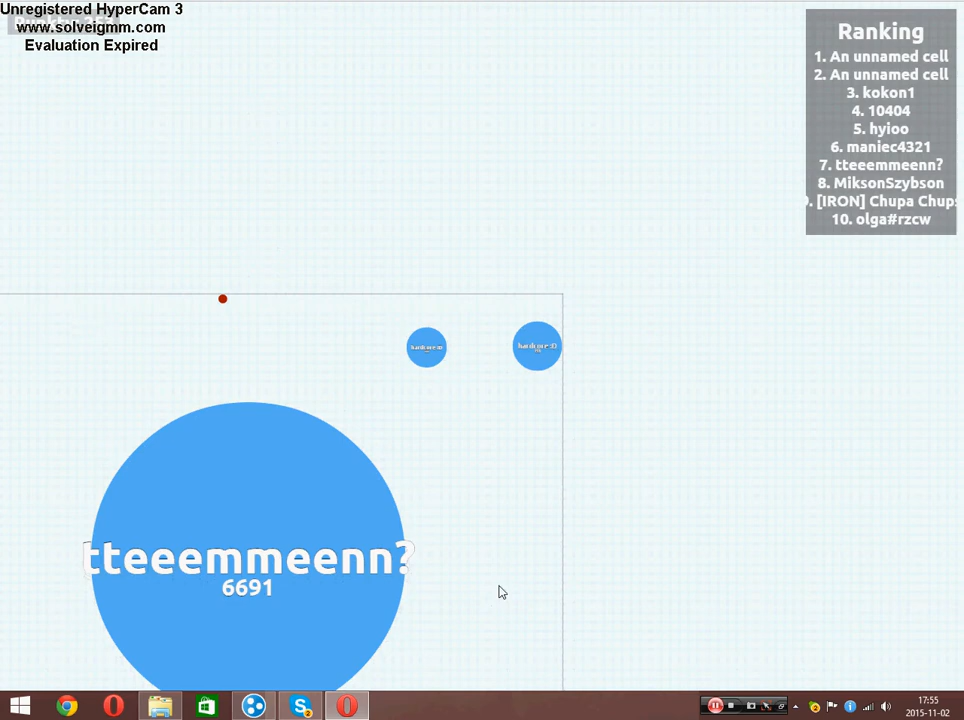 Unregistered HyperCam 3
www.solveigmm.com
Evaluation Expired
Ranking
1. An unnamed cell
2. An unnamed cell
3. kokon1
4. 10404
5. hyioo
6. maniec4321
7. tteeemmeenn?
8. MiksonSzybson
9. [IRON] Chupa Chups
10. olga#rzcw
tteeemmeenn?
6691
17:55
2015-11-02